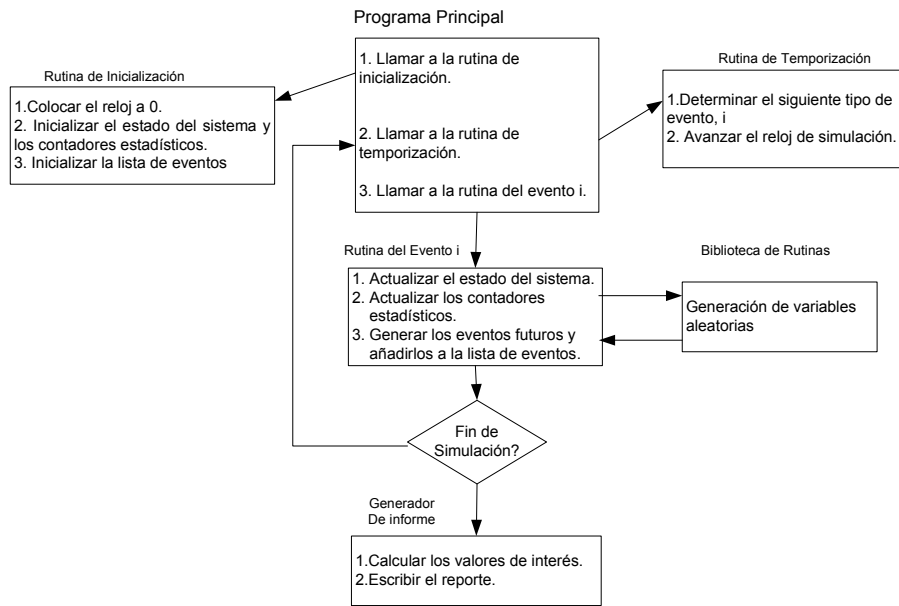 Programa Principal
1. Llamar a la rutina de
inicialización.
2. Llamar a la rutina de
temporización.
3. Llamar a la rutina del evento i.
Rutina de Inicialización
1.Colocar el reloj a 0.
2. Inicializar el estado del sistema y
los contadores estadísticos.
3. Inicializar la lista de eventos
Rutina de Temporización
1.Determinar el siguiente tipo de
evento, i
2. Avanzar el reloj de simulación.
Rutina del Evento i
1. Actualizar el estado del sistema.
2. Actualizar los contadores
estadísticos.
3. Generar los eventos futuros y
añadirlos a la lista de eventos.
Biblioteca de Rutinas
Generación de variables
aleatorias
Fin de
Simulación?
Generador
De informe
1.Calcular los valores de interés.
2.Escribir el reporte.